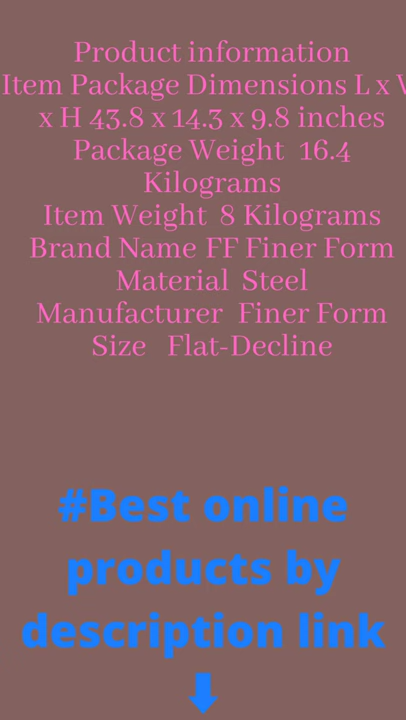 Product information
Item Package Dimensions L x W
x H 43.8 x 14.3 x 9.8 inches
Package Weight 16.4
Kilograms
Item Weight 8 Kilograms
Brand Name FF Finer Form
Material Steel
Manufacturer Finer Form
Size Flat-Decline
#Best online
products by
description link